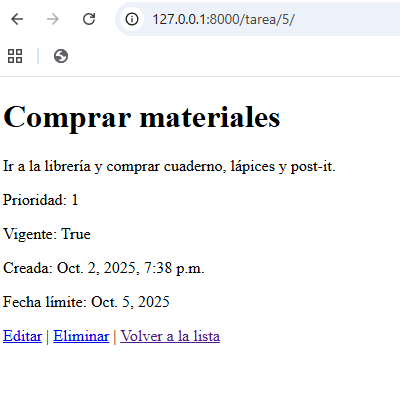 127.0.0.1:8000/tarea/5/
Comprar materiales
Ir a la librería y comprar cuaderno, lápices y post-it.
Prioridad: 1
Vigente: True
Creada: Oct. 2, 2025, 7:38 p.m.
Fecha límite: Oct. 5, 2025
Editar | Eliminar | Volver a la lista